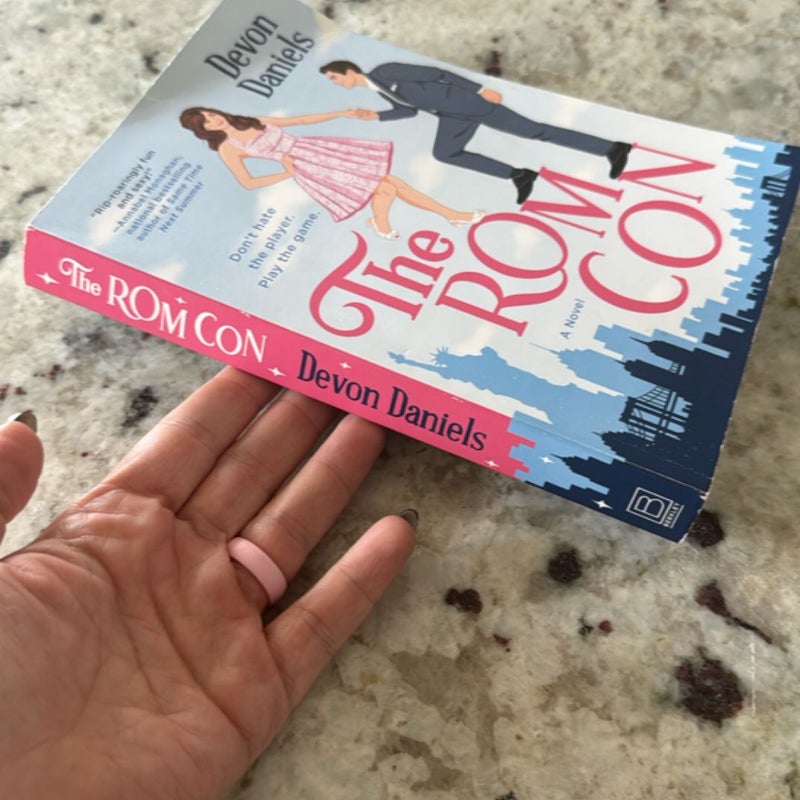 Devon
Daniels
"Rip-roaringly fun
and sexy!"
—Annabel Monaghan,
national bestselling
author of Same Time
Next Summer
Don't hate
the player.
Play the game.
The
ROM
CON
A Novel
The ROM CON Devon Daniels
B
BERKLEY